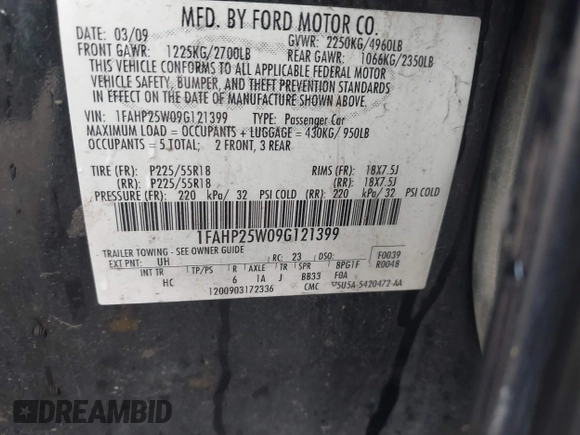 MFD. BY FORD MOTOR CO.
DATE: 03/09 GVWR: 2250KG/4960LB
FRONT GAWR: 1225KG/2700LB REAR GAWR: 1066KG/2350LB
THIS VEHICLE CONFORMS TO ALL APPLICABLE FEDERAL MOTOR
VEHICLE SAFETY, BUMPER, AND THEFT PREVENTION STANDARDS
IN EFFECT ON THE DATE OF MANUFACTURE SHOWN ABOVE.
VIN: 1FAHP25W09G121399 TYPE: Passenger Car
MAXIMUM LOAD = OCCUPANTS + LUGGAGE = 430KG/950LB
OCCUPANTS = 5 TOTAL; 2 FRONT, 3 REAR
TIRE (FR): P225/55R18 RIMS (FR): 18X7.5J
(RR): P225/55R18 (RR): 18X7.5J
PRESSURE (FR): 220 kPa/ 32 PSI COLD (RR) 220 kPa/ 32 PSI COLD
1FAHP25W09G121399
TRAILER TOWING - SEE OWNER GUIDE
EXT PNT: UH RC: 23 DSO: F0039
INT TR TP/PS R AXLE TR SPR 8PG1F R0048
HC 6 1A J BB33 F0A
1200903172336 CMC 5U5A-5420472-AA
DREAMBID